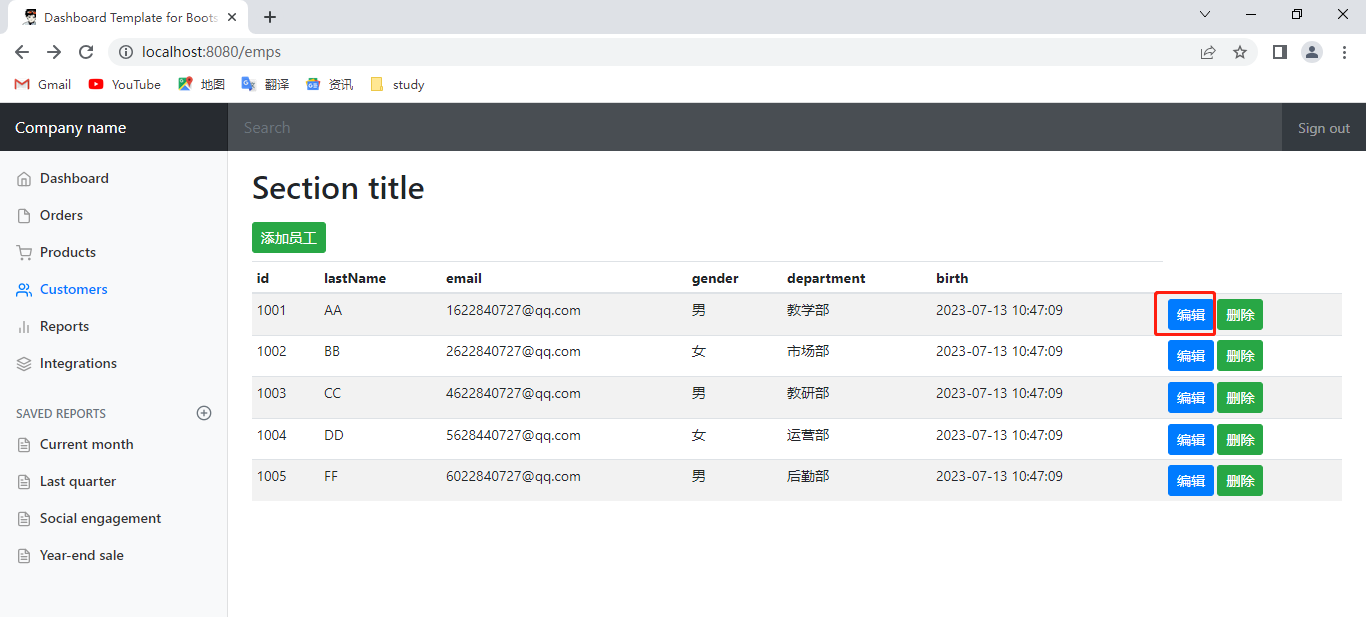 Dashboard Template for Boots
localhost:8080/emps
Gmail YouTube 地图 翻译 资讯 study
Company name Search Sign out
Dashboard
Orders
Products
Customers
Reports
Integrations
SAVED REPORTS
Current month
Last quarter
Social engagement
Year-end sale
Section title
添加员工
id lastName email gender department birth
1001 AA 1622840727@qq.com 男 教学部 2023-07-13 10:47:09 编辑 删除
1002 BB 2622840727@qq.com 女 市场部 2023-07-13 10:47:09 编辑 删除
1003 CC 4622840727@qq.com 男 教研部 2023-07-13 10:47:09 编辑 删除
1004 DD 5628440727@qq.com 女 运营部 2023-07-13 10:47:09 编辑 删除
1005 FF 6022840727@qq.com 男 后勤部 2023-07-13 10:47:09 编辑 删除